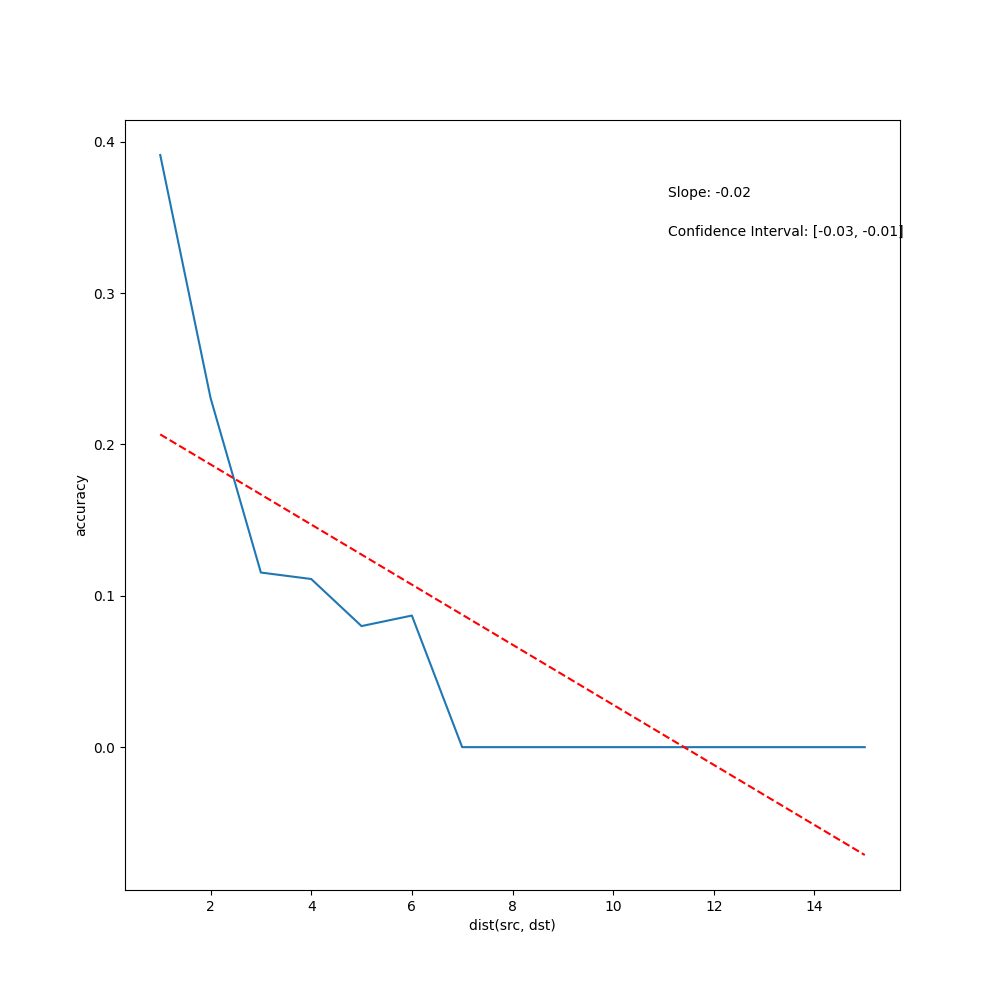 0.4
0.3
0.2
0.1
0.0
accuracy
Slope: -0.02
Confidence Interval: [-0.03, -0.01]
2 4 6 8 10 12 14
dist(src, dst)